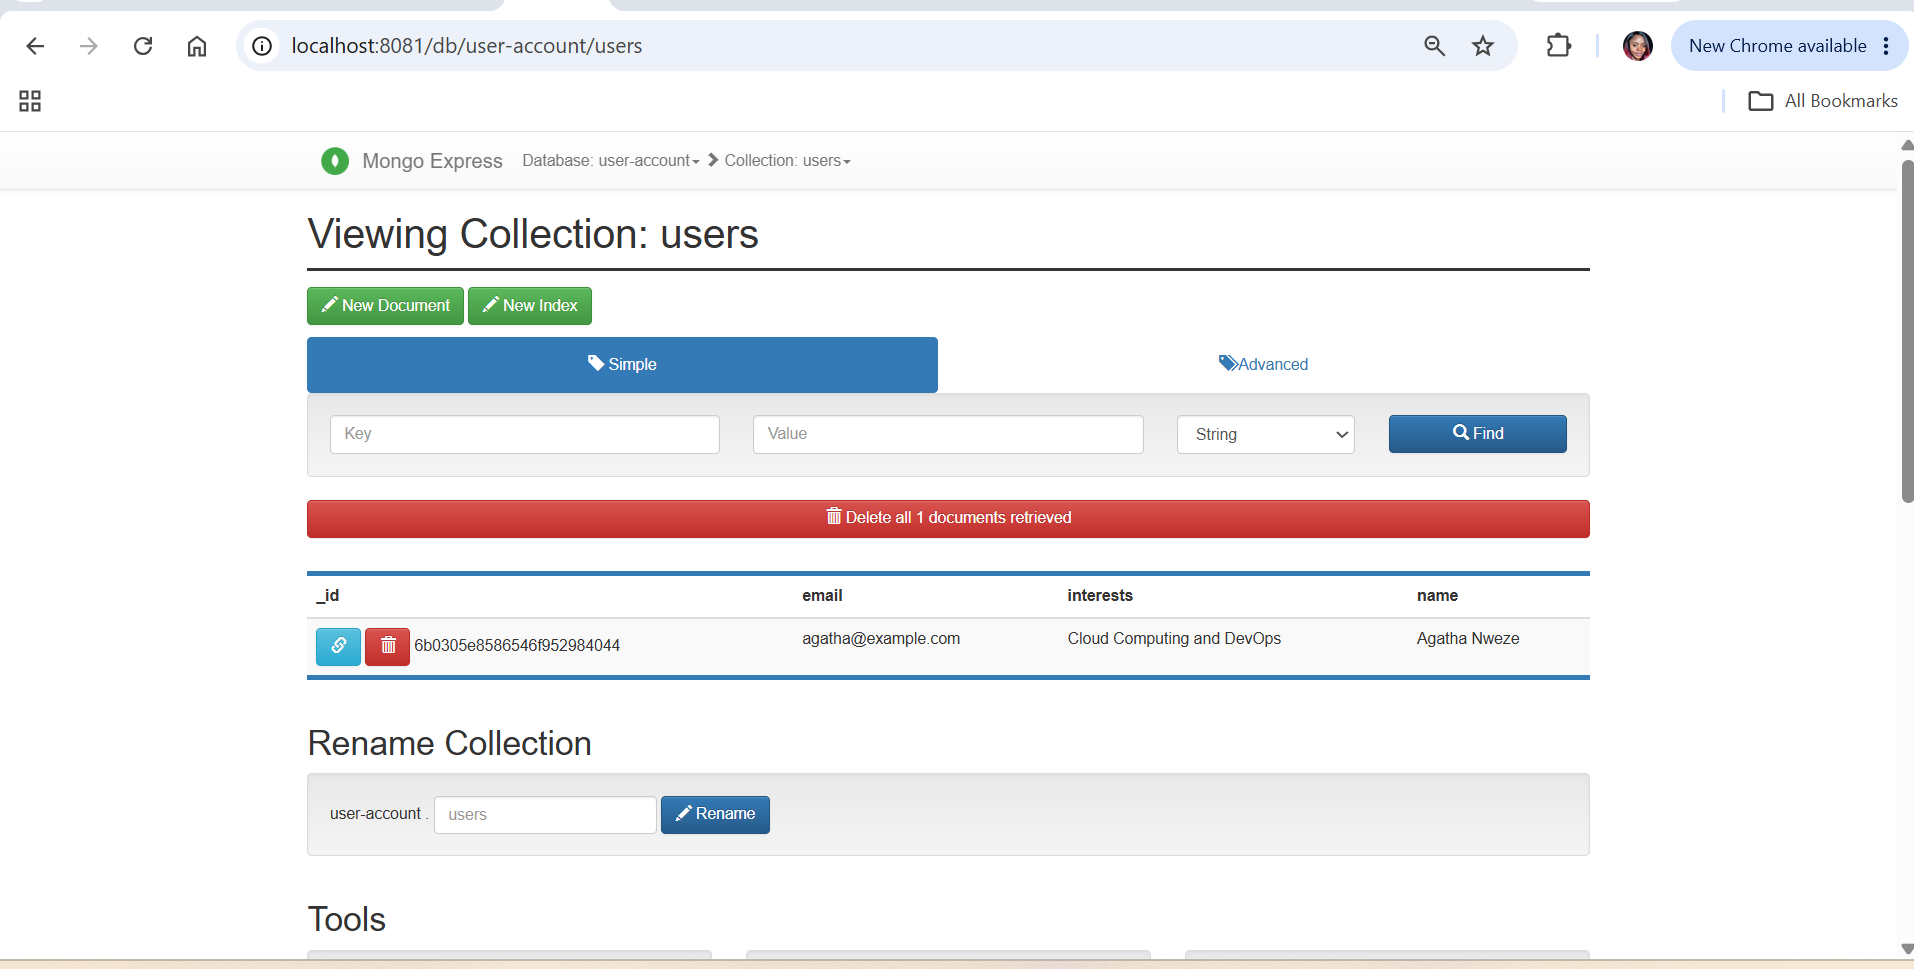 localhost:8081/db/user-account/users
New Chrome available
All Bookmarks
Mongo Express Database: user-account Collection: users
Viewing Collection: users
New Document New Index
Simple Advanced
Key Value String Find
Delete all 1 documents retrieved
_id email interests name
6b0305e8586546f952984044 agatha@example.com Cloud Computing and DevOps Agatha Nweze
Rename Collection
user-account . users Rename
Tools